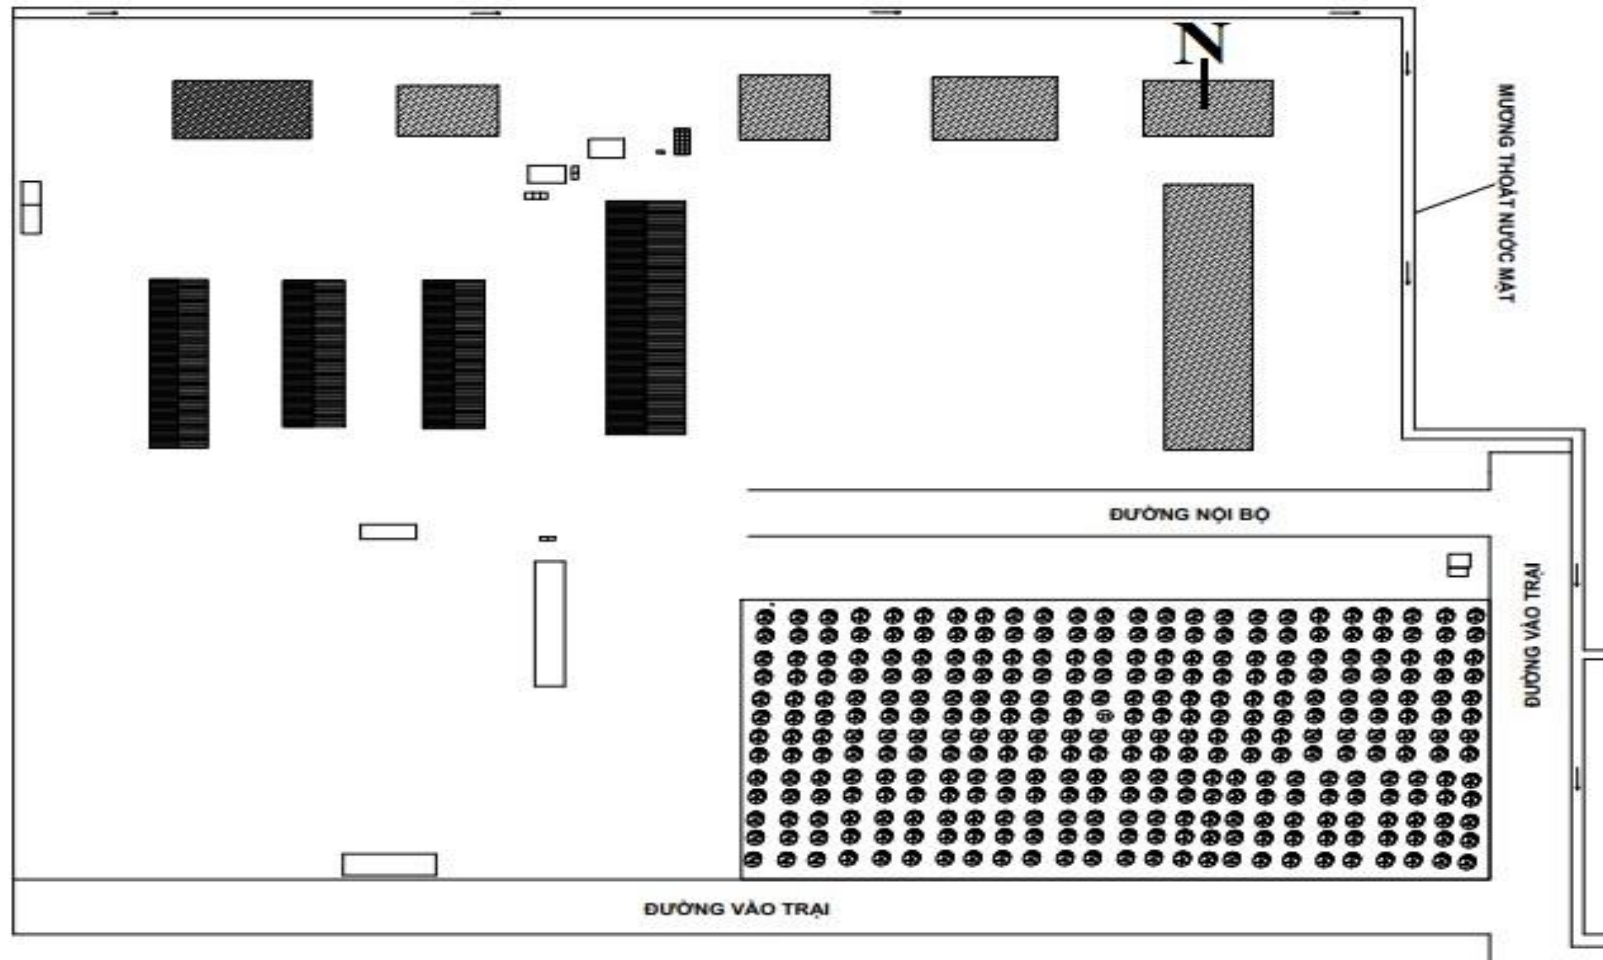 N
MƯƠNG THOÁT NƯỚC MẶT
ĐƯỜNG NỘI BỘ
ĐƯỜNG VÀO TRẠI
ĐƯỜNG VÀO TRẠI